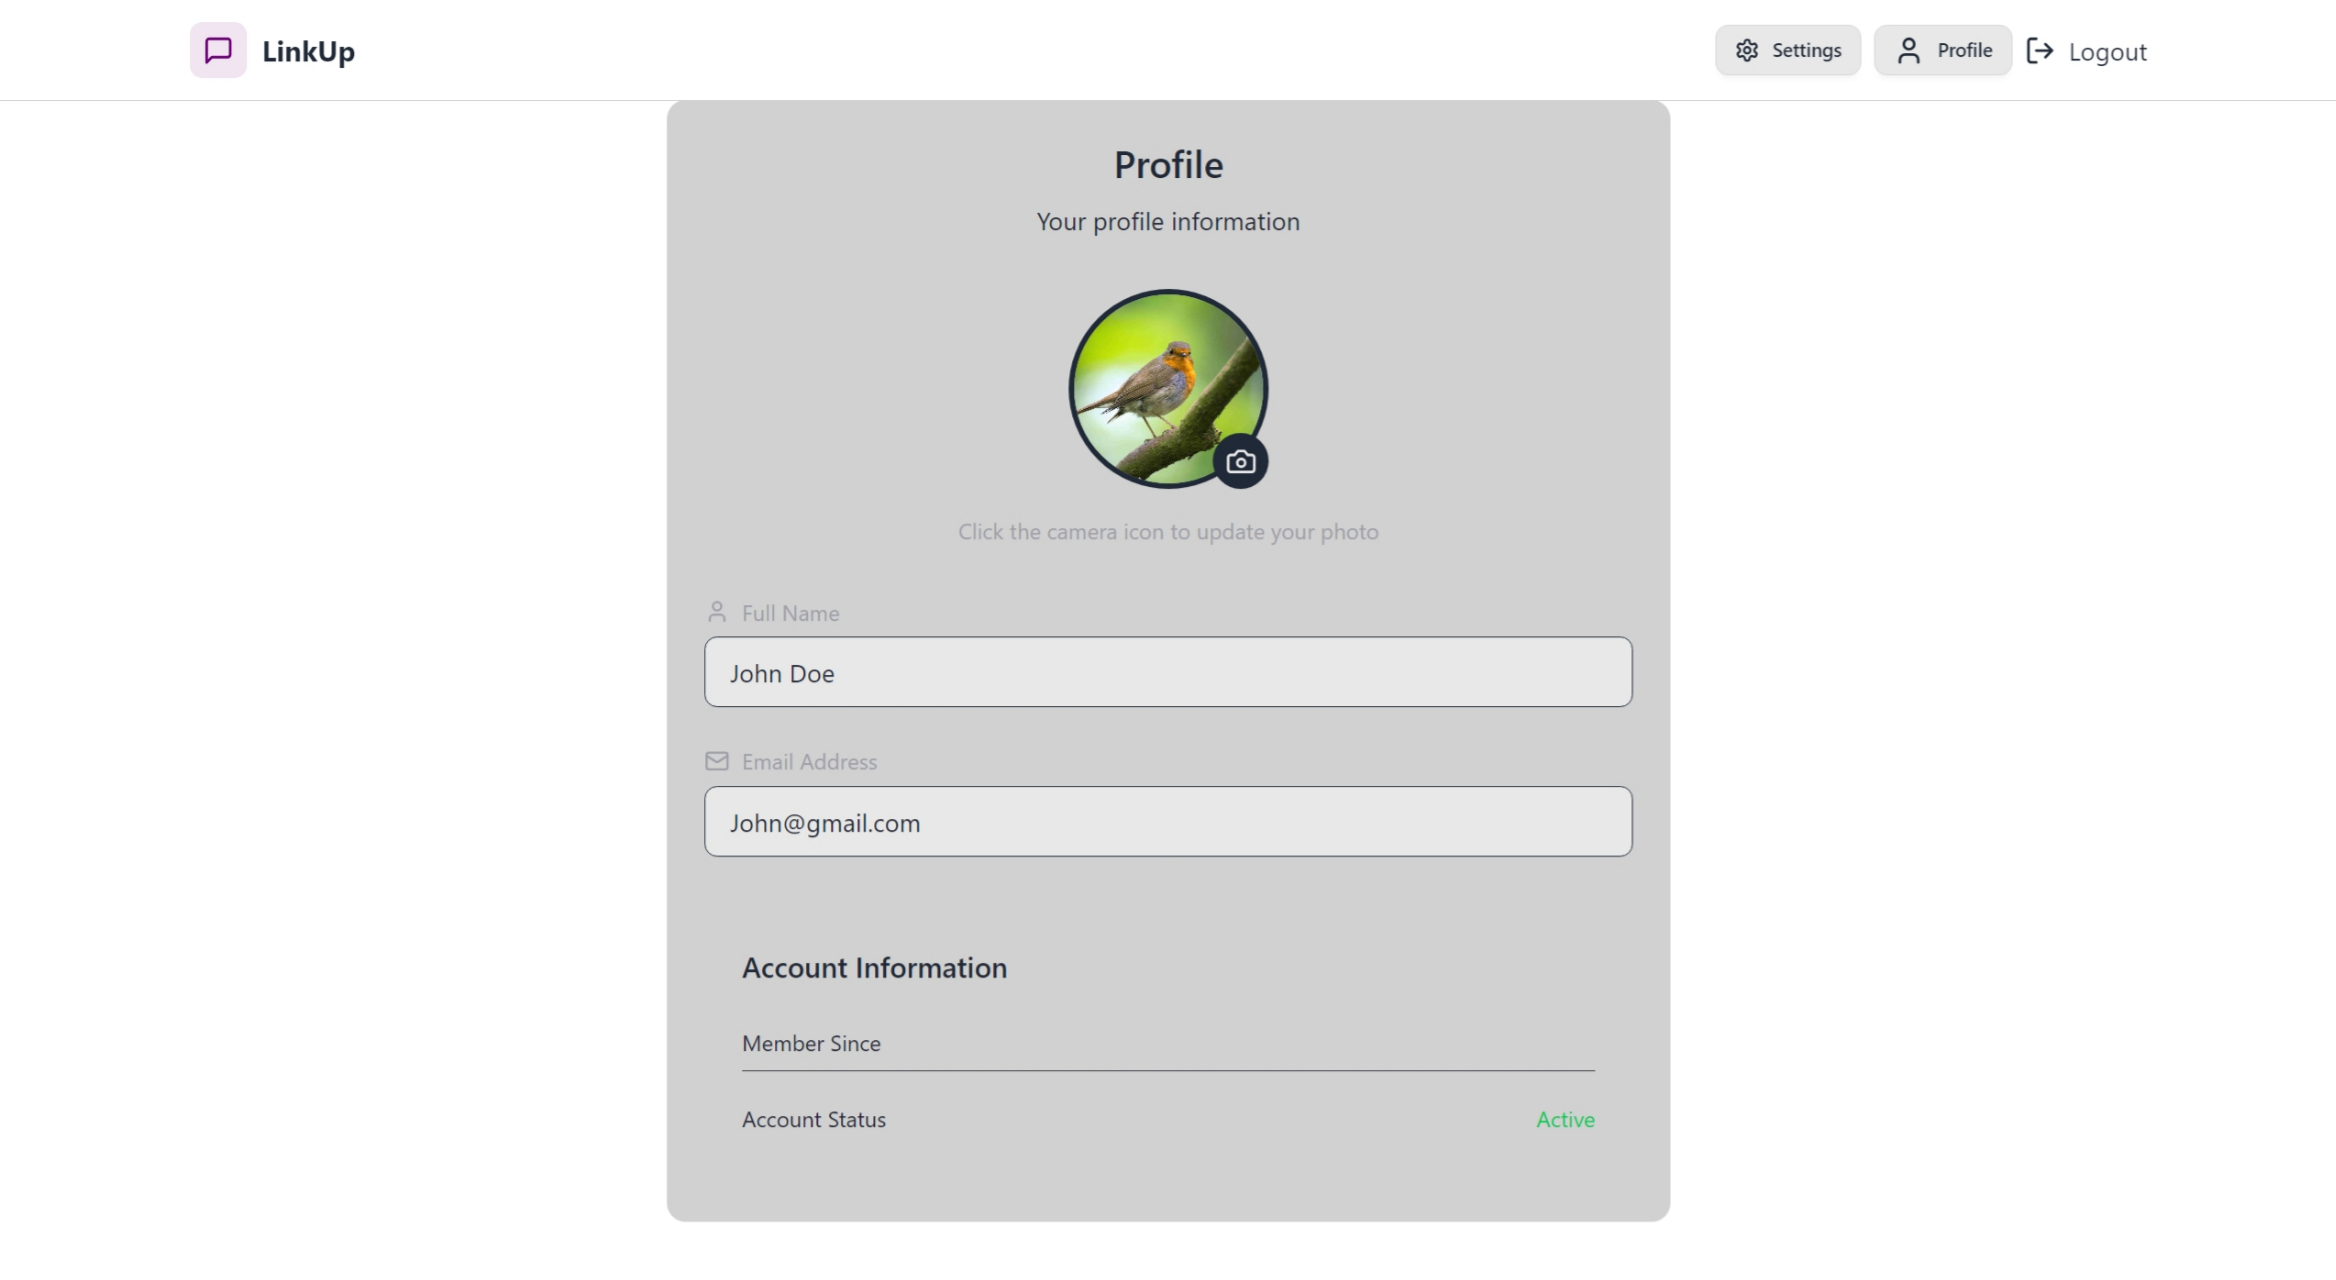 LinkUp
Settings
Profile
Logout
Profile
Your profile information
Click the camera icon to update your photo
Full Name
John Doe
Email Address
John@gmail.com
Account Information
Member Since
Account Status
Active